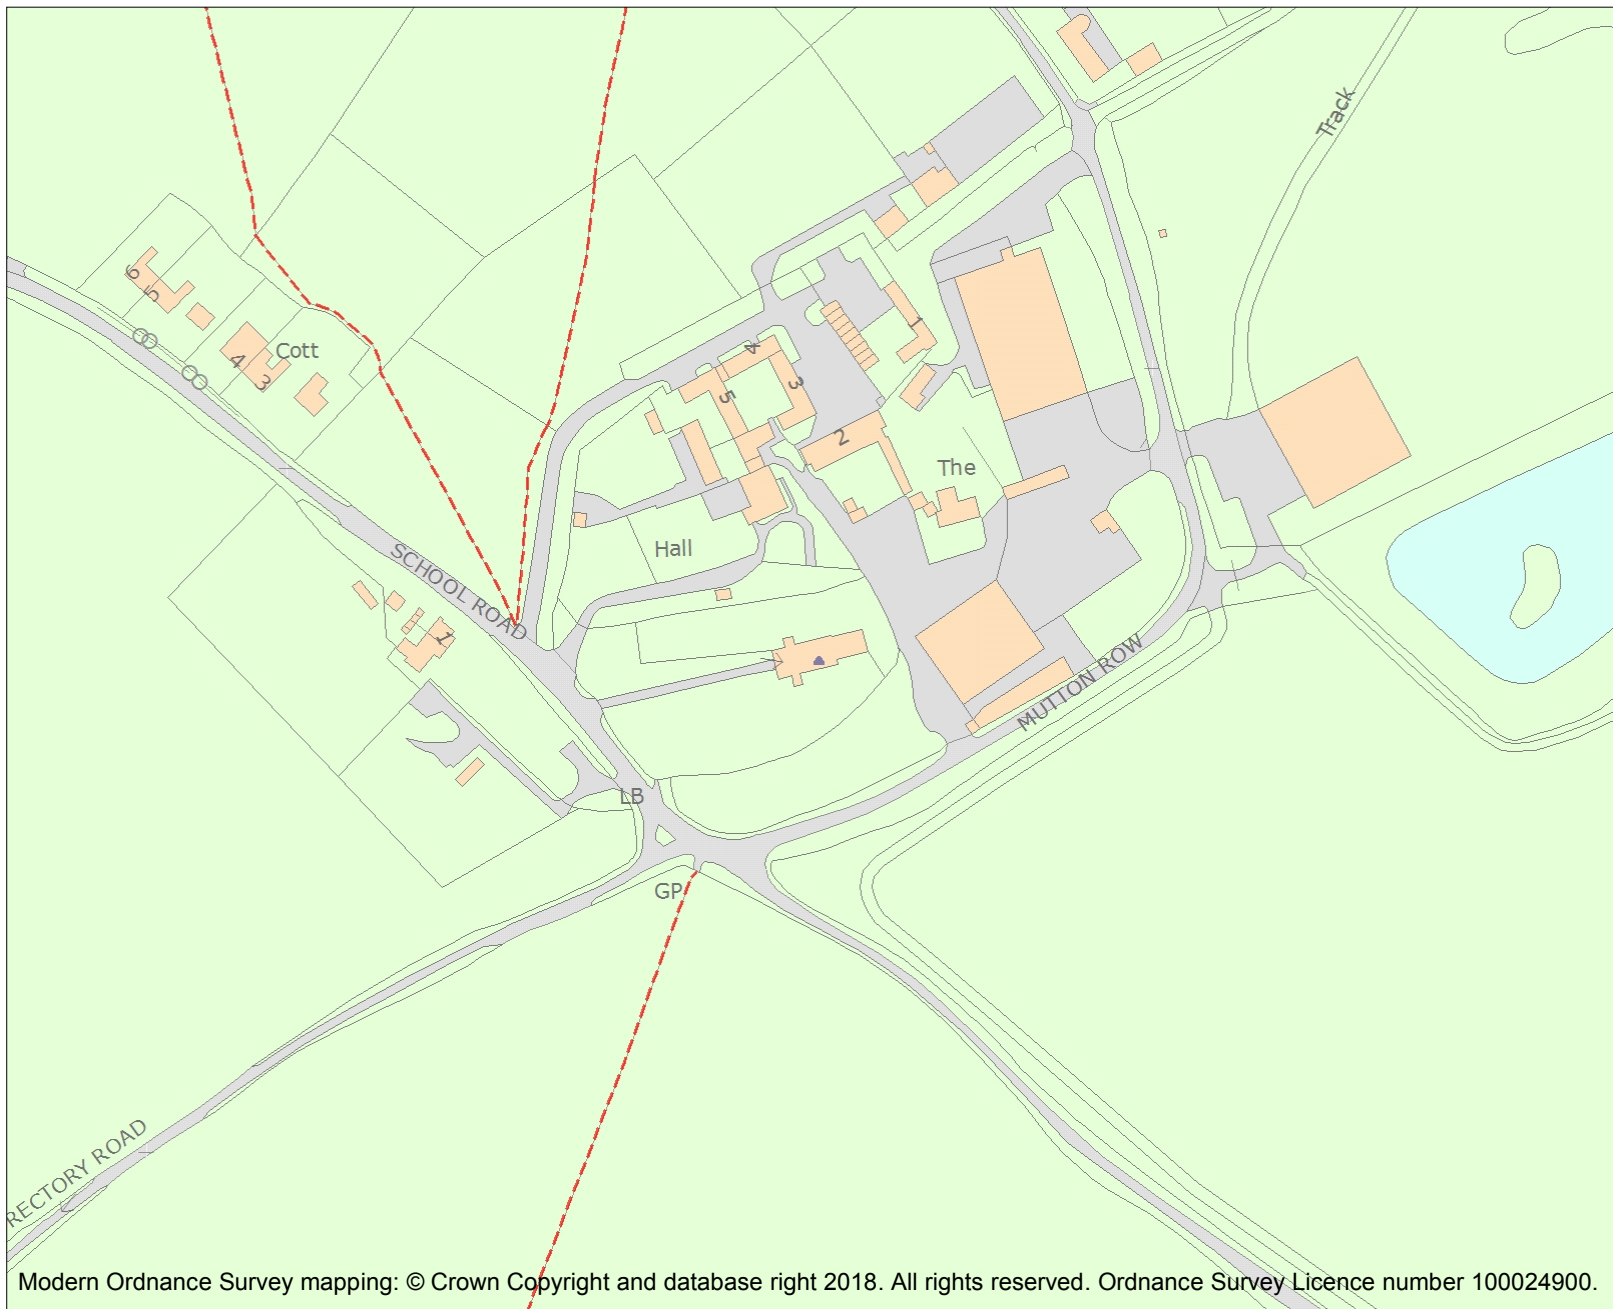 Track
6
5
4
3
Cott
1
4
3
5
2
The
Hall
SCHOOL ROAD
1
MUTTON ROW
LB
GP
RECTORY ROAD
Modern Ordnance Survey mapping: © Crown Copyright and database right 2018. All rights reserved. Ordnance Survey Licence number 100024900.